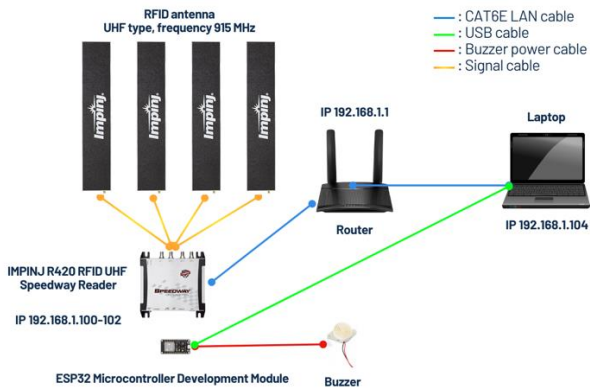 RFID antenna
UHF type, frequency 915 MHz
: CAT6E LAN cable
: USB cable
: Buzzer power cable
: Signal cable
Impinj.
Impinj.
Impinj.
Impinj.
IP 192.168.1.1
Laptop
Router
IP 192.168.1.104
IMPINJ R420 RFID UHF
Speedway Reader
SPEEDWAY
IP 192.168.1.100-102
ESP32 Microcontroller Development Module
Buzzer